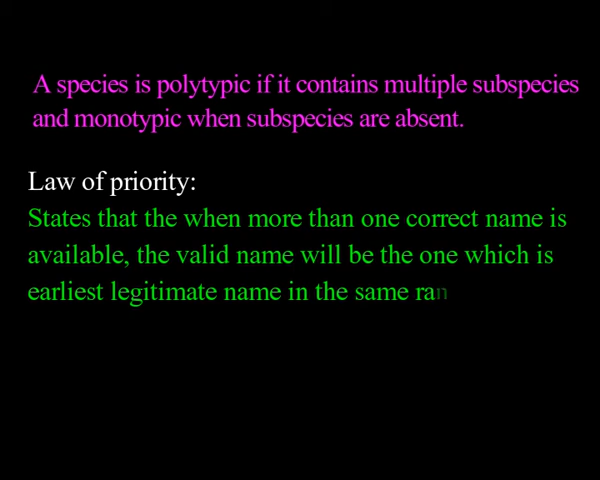 A species is polytypic if it contains multiple subspecies
and monotypic when subspecies are absent.
Law of priority:
States that the when more than one correct name is
available, the valid name will be the one which is
earliest legitimate name in the same ran